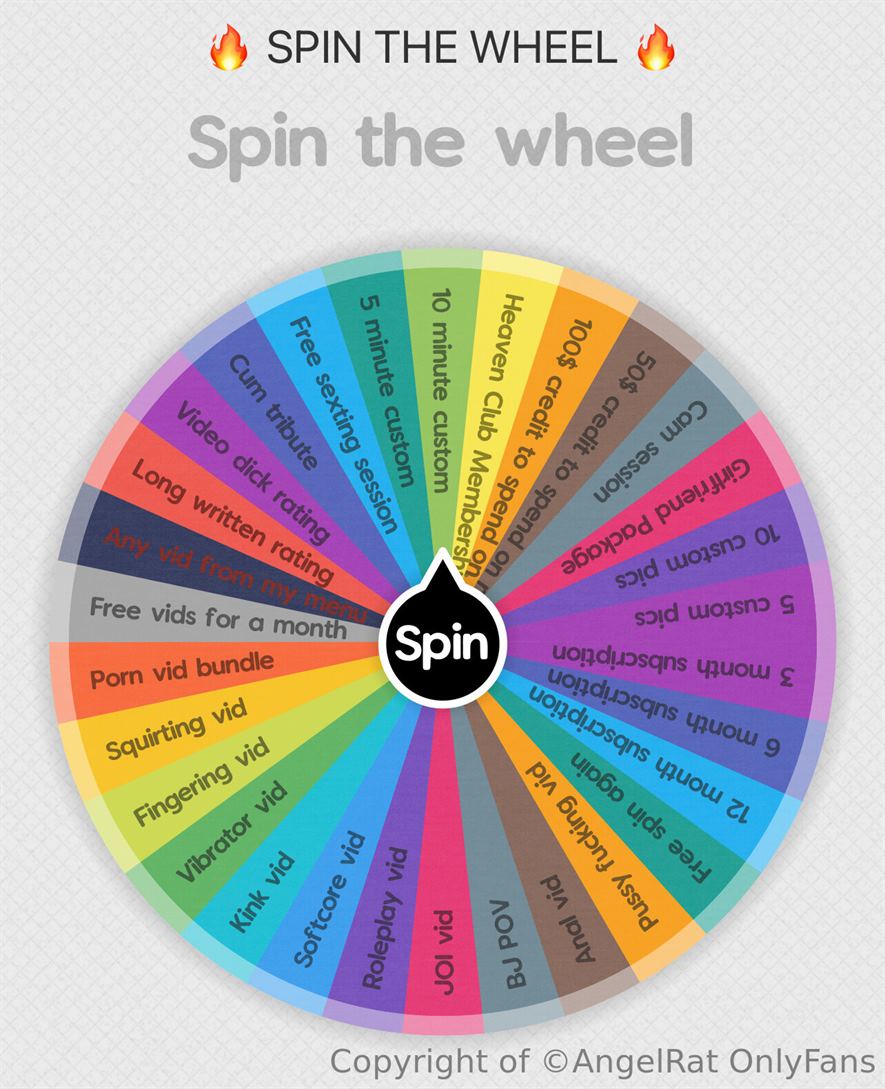 🔥 SPIN THE WHEEL 🔥
Spin the wheel
10 minute custom
Heaven Club Membersh
100$ credit to spend on
50$ credit to spend on
Cam session
Girlfriend Package
10 custom pics
5 custom pics
3 month subscription
6 month subscription
12 month subscription
Free spin again
Pussy fucking vid
Anal vid
BJ POV
JOI vid
Roleplay vid
Softcore vid
Kink vid
Vibrator vid
Fingering vid
Squirting vid
Porn vid bundle
Free vids for a month
Any vid from my menu
Long written rating
Video dick rating
Cum tribute
Free sexting session
5 minute custom
Spin
Copyright of ©AngelRat OnlyFans